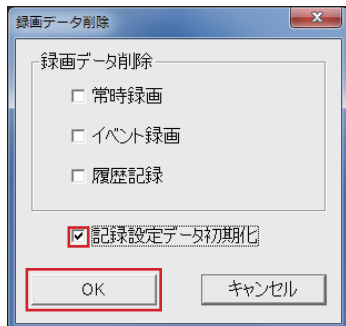 録画データ削除
録画データ削除
常時録画
イベント録画
履歴記録
記録設定データ初期化
OK
キャンセル